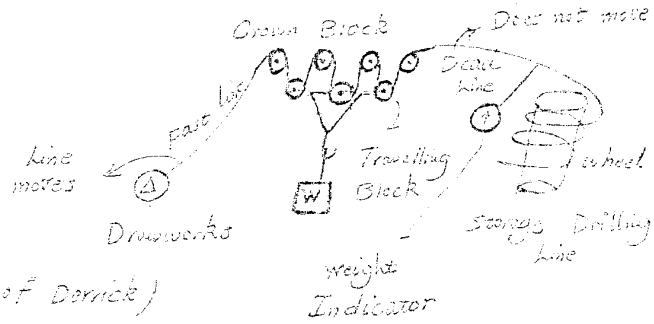 Crown Block
Does not move
Dead
Line
Fast Line
Line
moves
Δ
Drawworks
W
Travelling
Block
wheel
Storage Drilling
Line
Weight
Indicator
of Derrick)